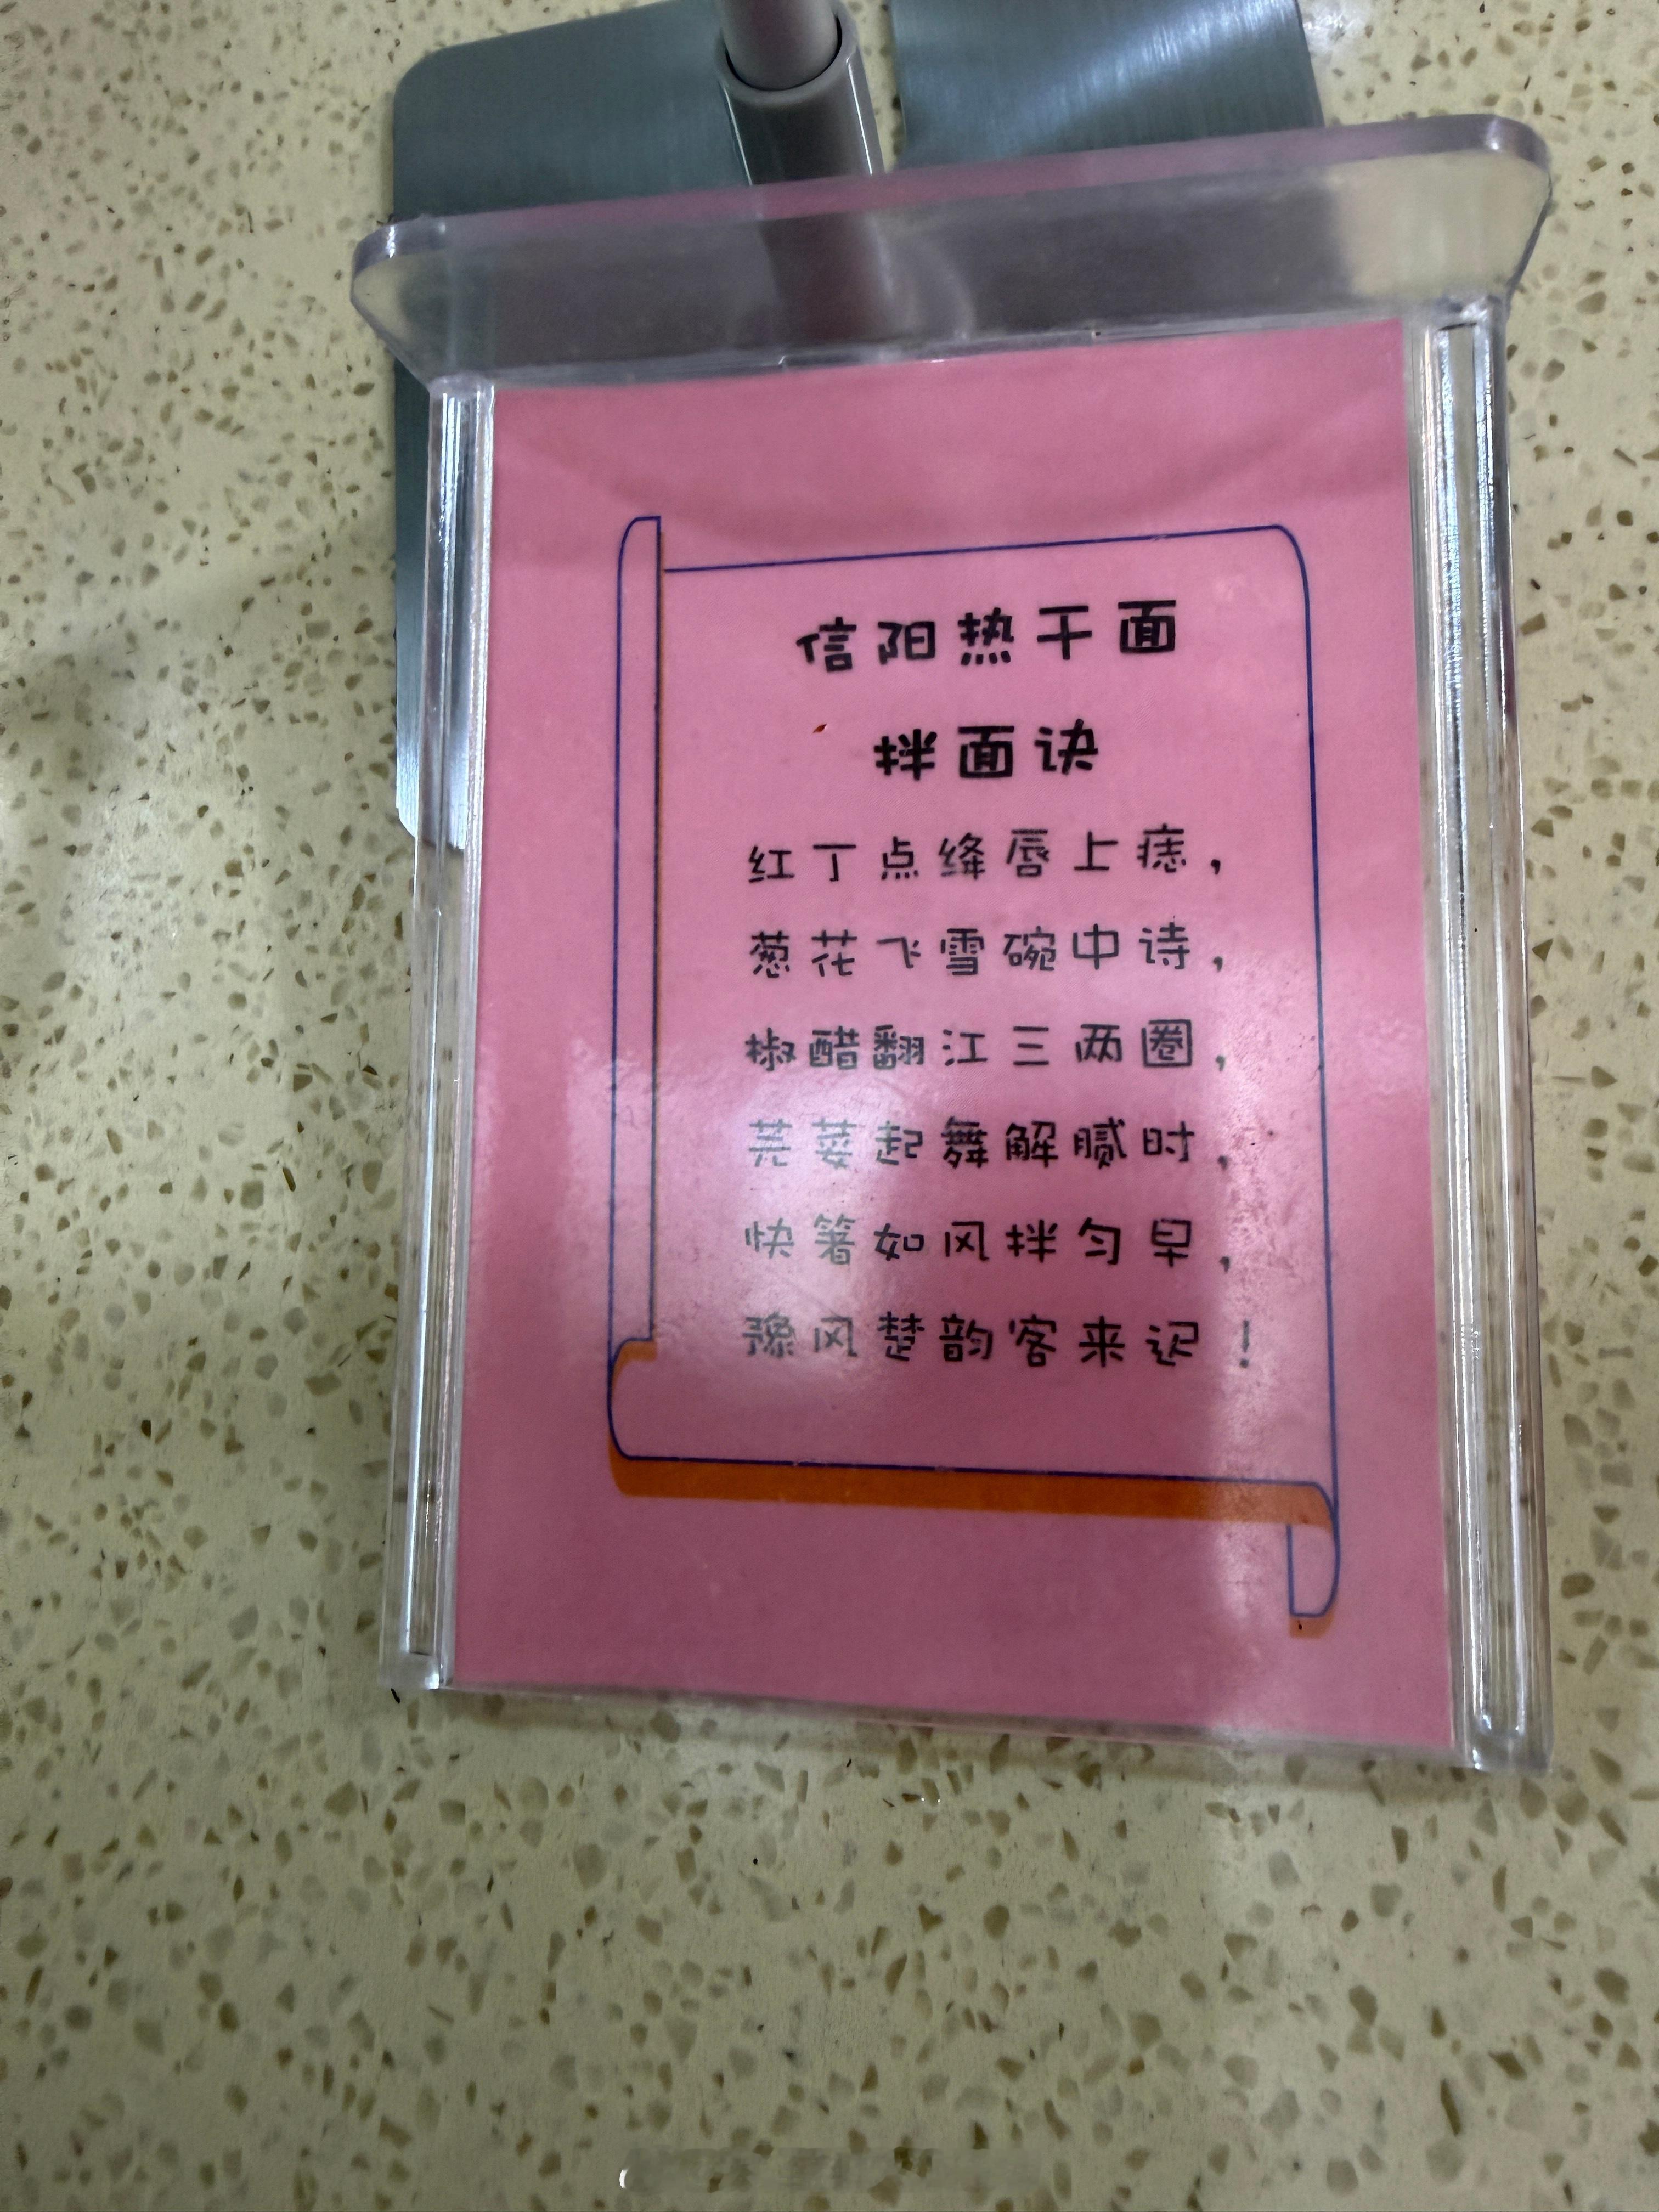 信阳热干面
拌面诀
红丁点绛唇上痣，
葱花飞雪碗中诗，
椒醋翻江三两圈，
芫荽起舞解腻时，
快箸如风拌匀早，
豫风楚韵客来迟！